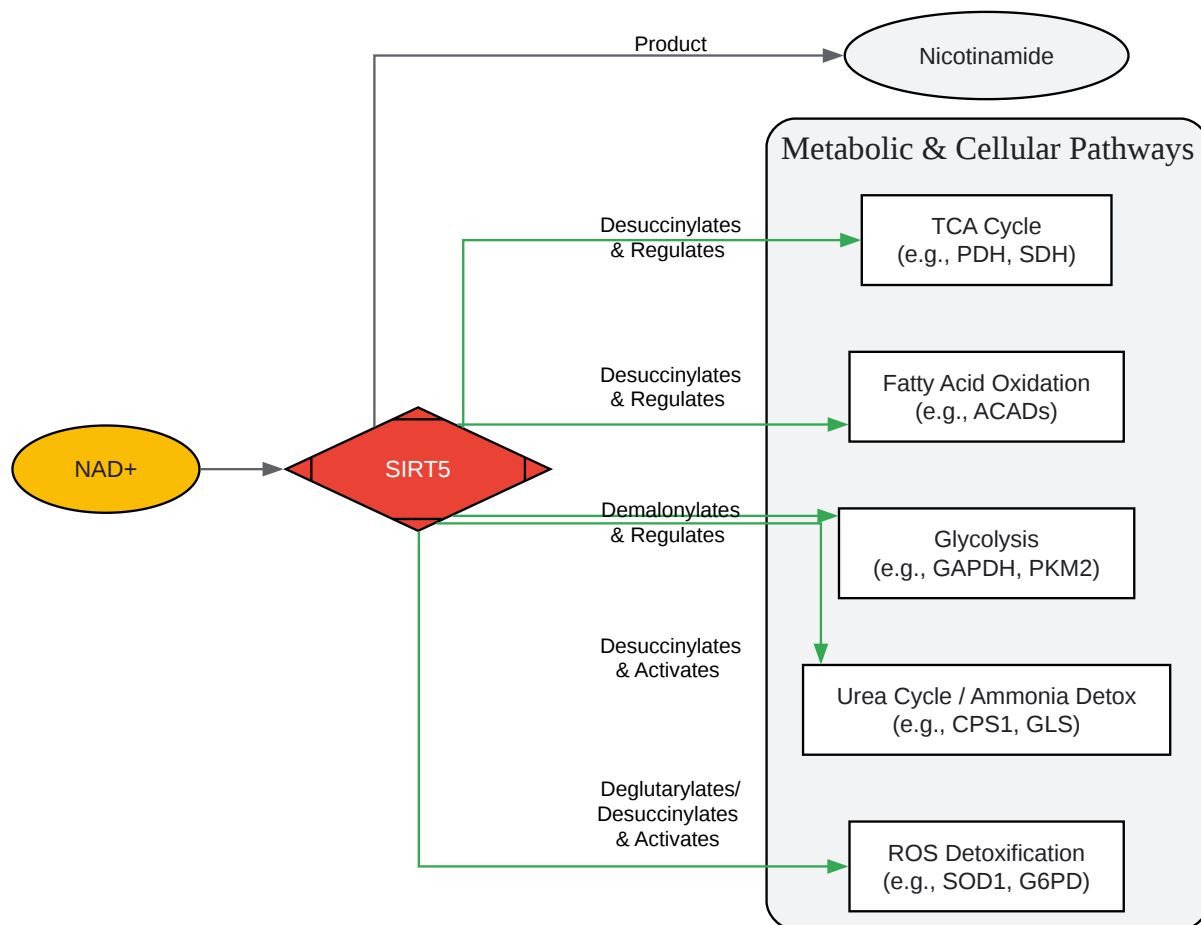 Product
Nicotinamide
Metabolic & Cellular Pathways
Desuccinylates
& Regulates
TCA Cycle
(e.g., PDH, SDH)
Desuccinylates
& Regulates
Fatty Acid Oxidation
(e.g., ACADs)
NAD+
SIRT5
Demalonylates
& Regulates
Glycolysis
(e.g., GAPDH, PKM2)
Desuccinylates
& Activates
Urea Cycle / Ammonia Detox
(e.g., CPS1, GLS)
Deglutarylates/
Desuccinylates
& Activates
ROS Detoxification
(e.g., SOD1, G6PD)